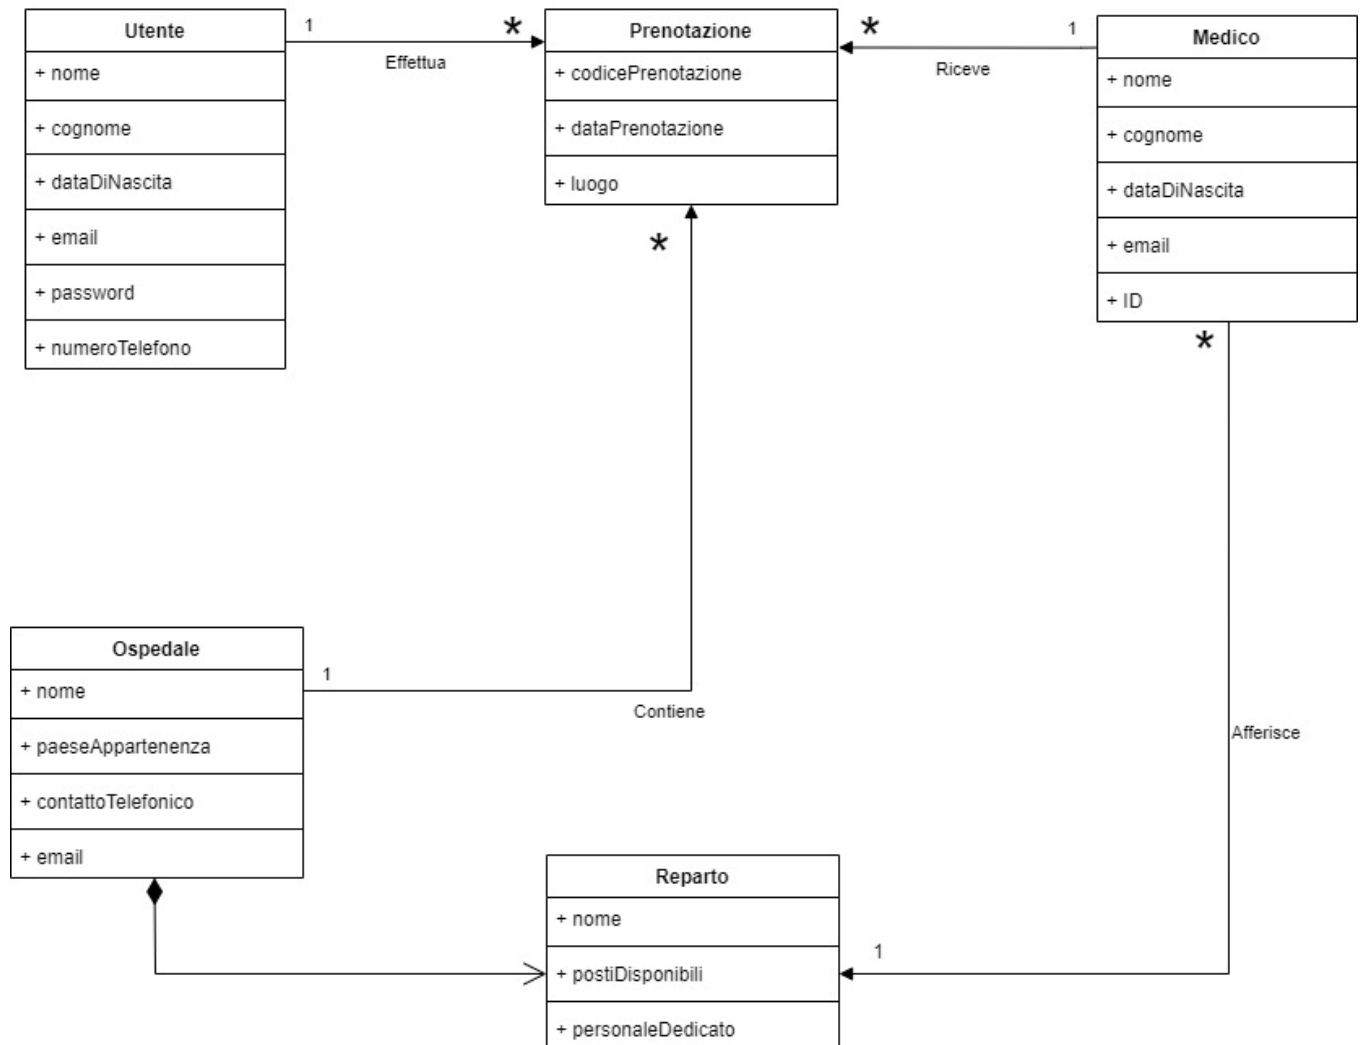 Utente
+ nome
+ cognome
+ dataDiNascita
+ email
+ password
+ numeroTelefono
1
*
Effettua
Prenotazione
+ codicePrenotazione
+ dataPrenotazione
+ luogo
*
1
Riceve
Medico
+ nome
+ cognome
+ dataDiNascita
+ email
+ ID
*
*
Ospedale
+ nome
+ paeseAppartenenza
+ contattoTelefonico
+ email
1
Contiene
Afferisce
Reparto
+ nome
+ postiDisponibili
+ personaleDedicato
1